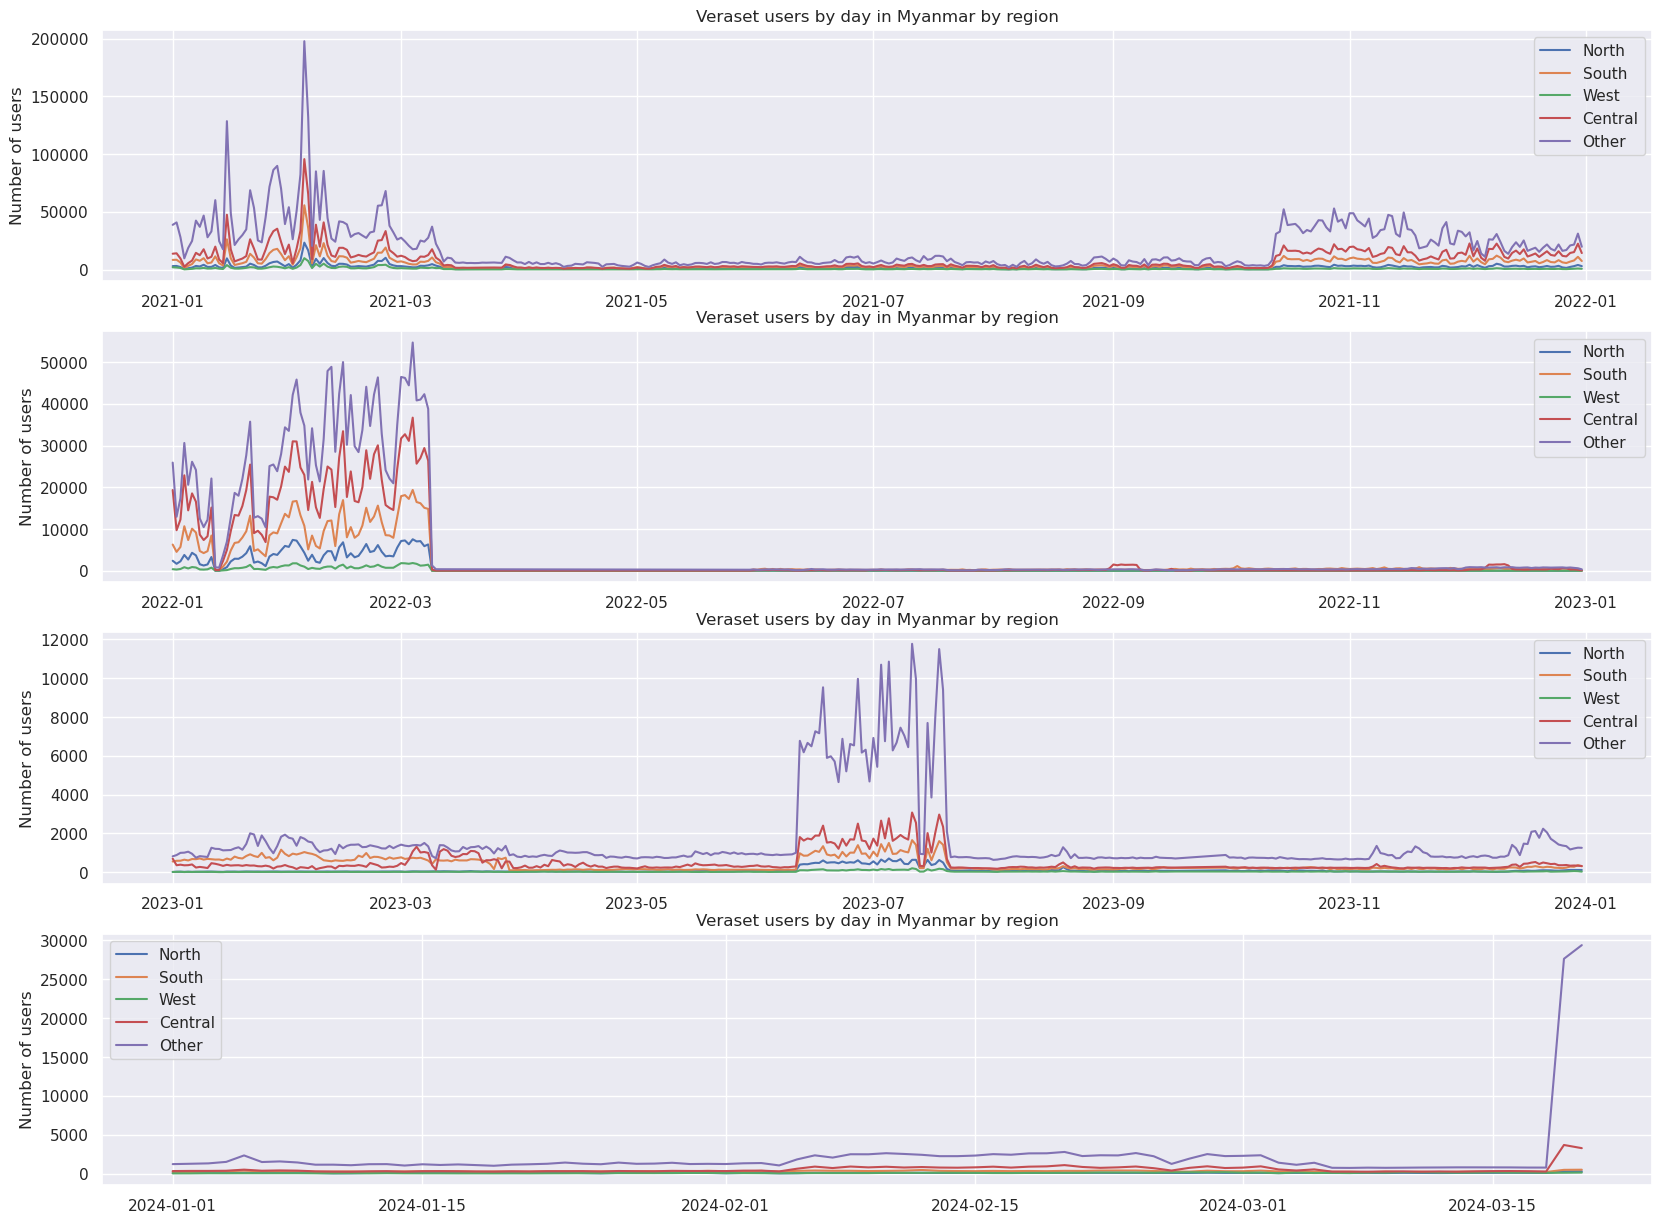 Veraset users by day in Myanmar by region
Number of users
200000
150000
100000
50000
0
North
South
West
Central
Other
2021-01
2021-03
2021-05
2021-07
2021-09
2021-11
2022-01
Veraset users by day in Myanmar by region
Number of users
50000
40000
30000
20000
10000
0
North
South
West
Central
Other
2022-01
2022-03
2022-05
2022-07
2022-09
2022-11
2023-01
Veraset users by day in Myanmar by region
Number of users
12000
10000
8000
6000
4000
2000
0
North
South
West
Central
Other
2023-01
2023-03
2023-05
2023-07
2023-09
2023-11
2024-01
Veraset users by day in Myanmar by region
Number of users
30000
25000
20000
15000
10000
5000
0
North
South
West
Central
Other
2024-01-01
2024-01-15
2024-02-01
2024-02-15
2024-03-01
2024-03-15